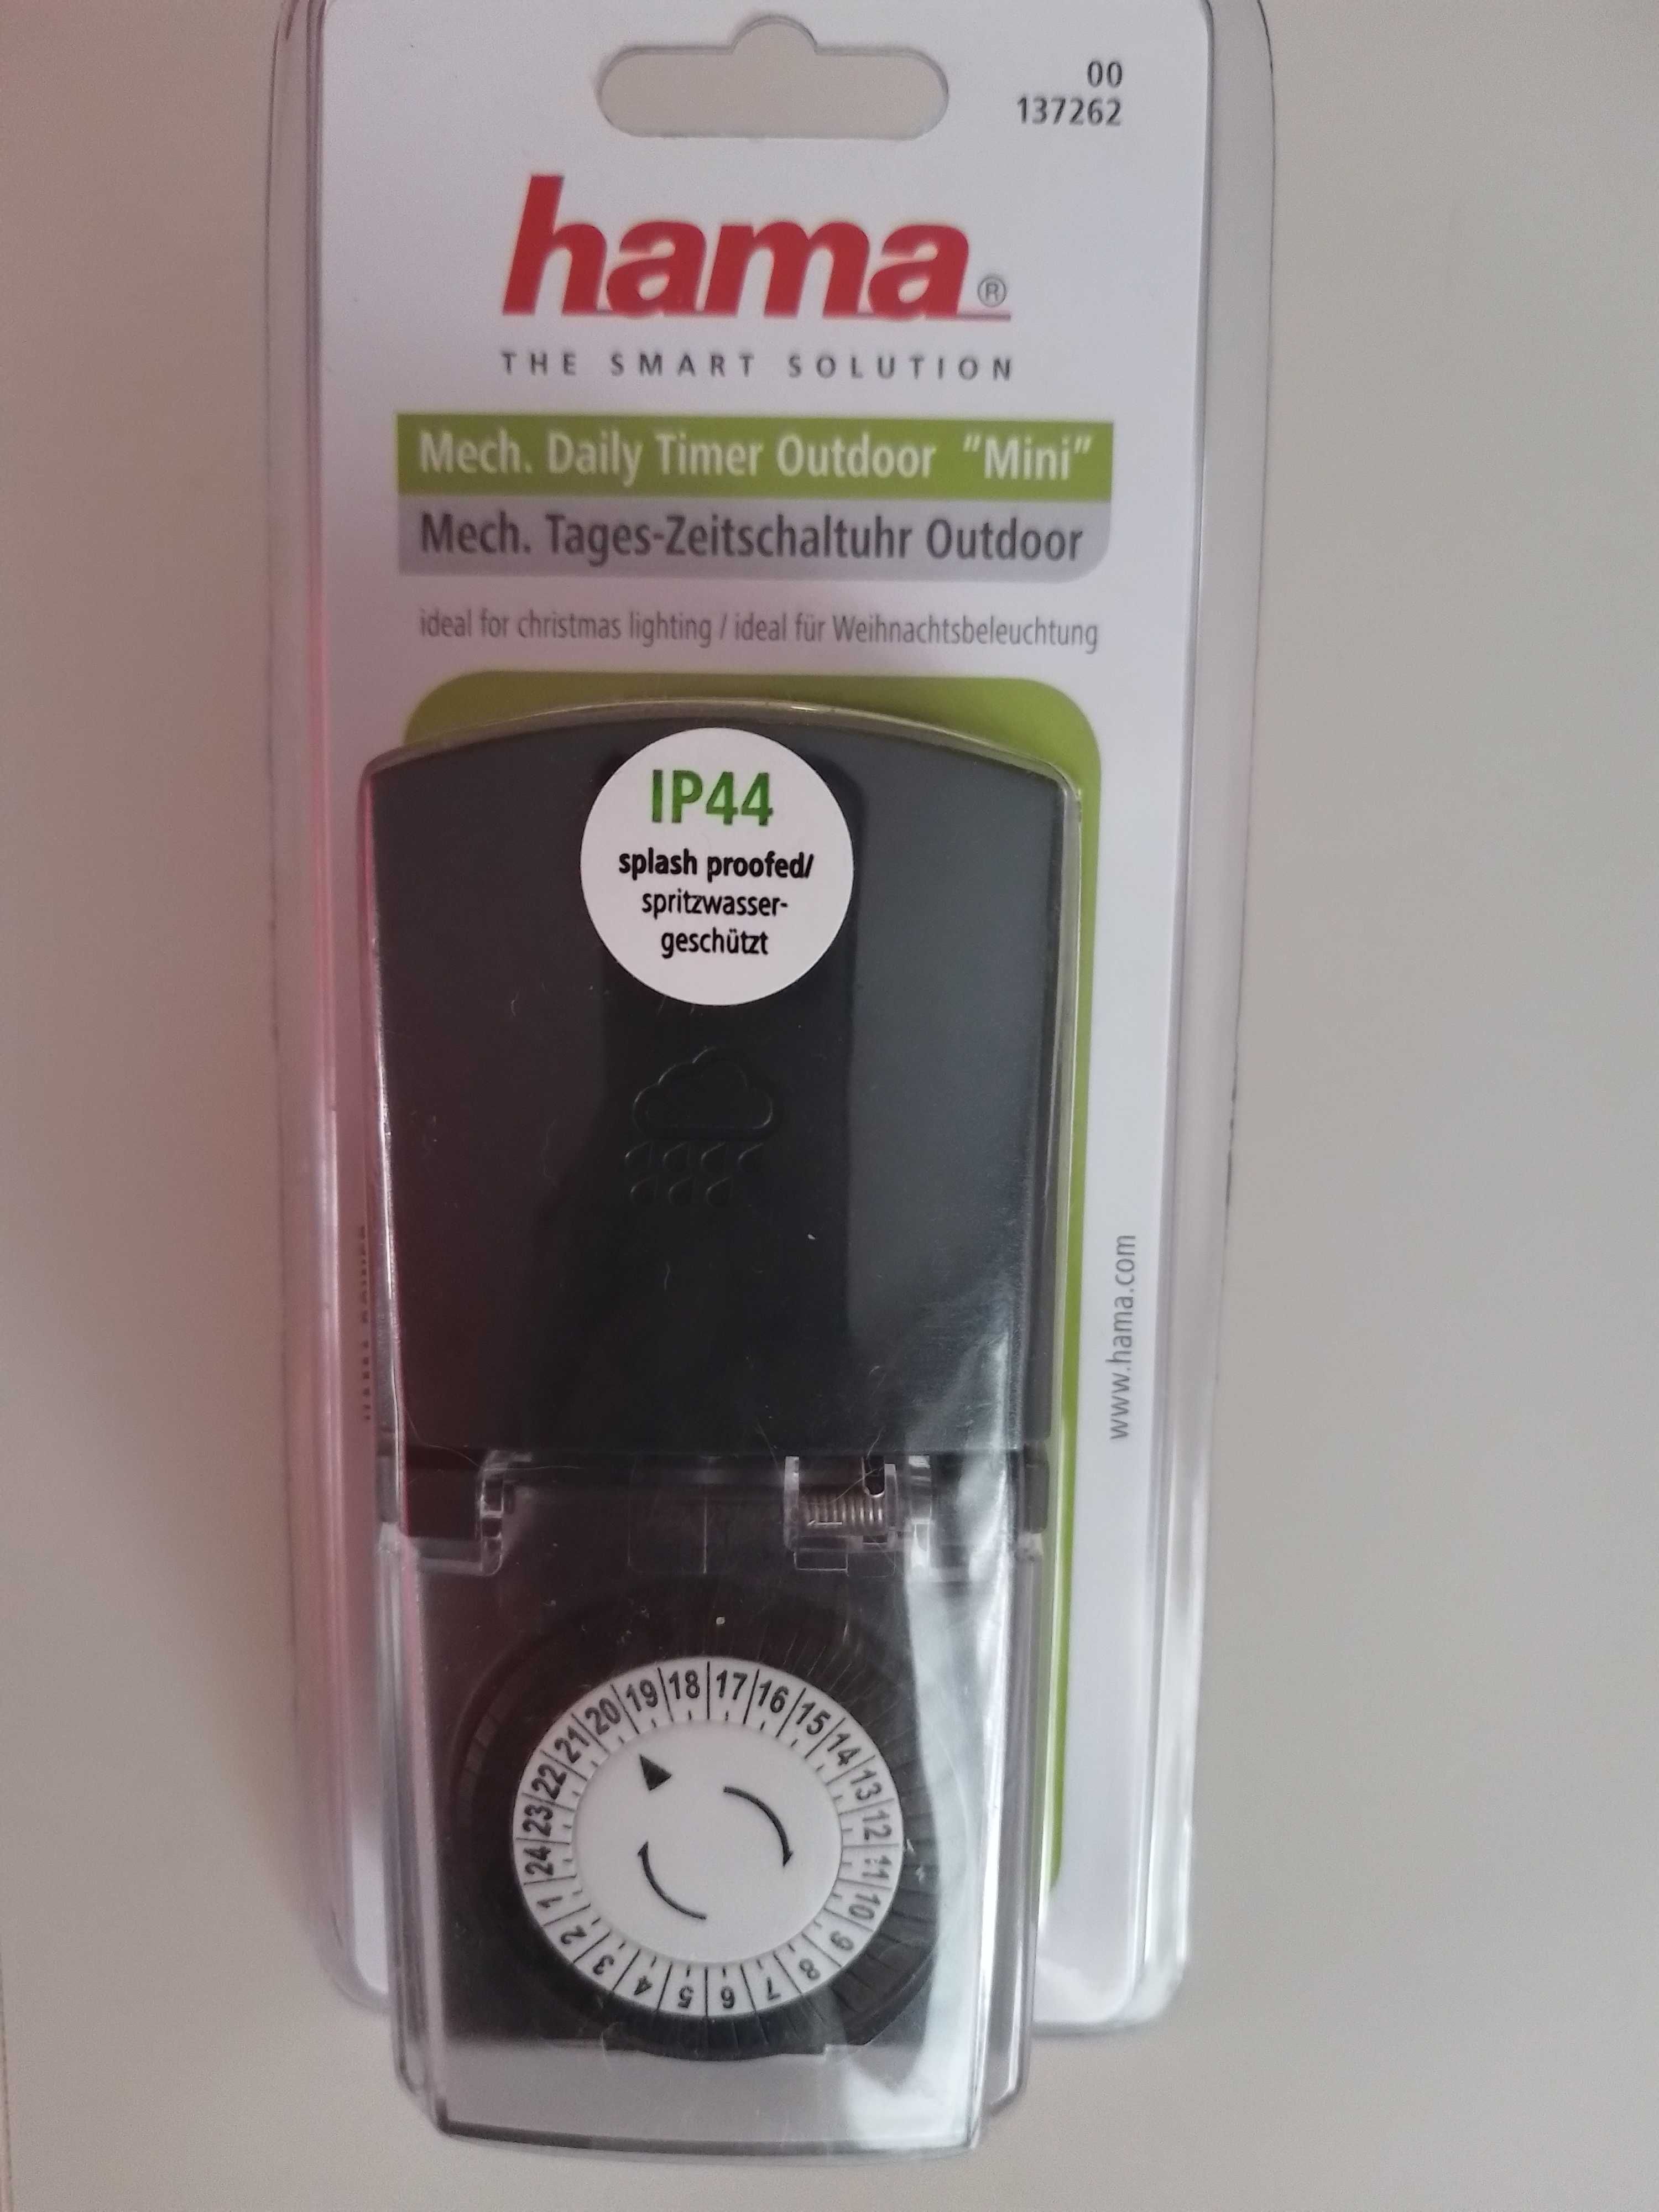 00
137262
hama®
THE SMART SOLUTION
Mech. Daily Timer Outdoor "Mini"
Mech. Tages-Zeitschaltuhr Outdoor
ideal for christmas lighting / ideal für Weihnachtsbeleuchtung
IP44
splash proofed/
spritzwasser-
geschützt
www.hama.com
24 23 22 21 20 19 18 17 16 15 14 13 12 11 10 9 8 7 6 5 4 3 2 1